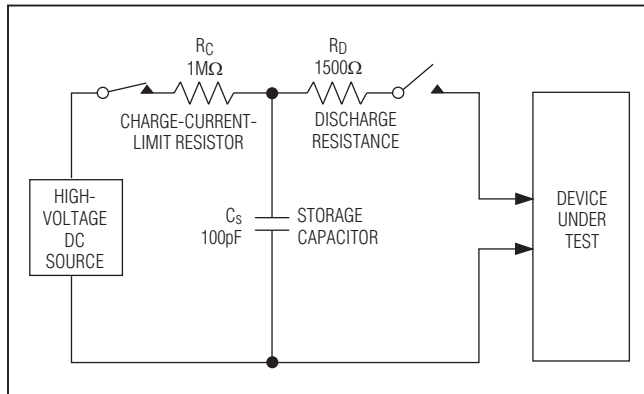 R_C
1MΩ
R_D
1500Ω
CHARGE-CURRENT-
LIMIT RESISTOR
DISCHARGE
RESISTANCE
HIGH-
VOLTAGE
DC
SOURCE
C_s
100pF
STORAGE
CAPACITOR
DEVICE
UNDER
TEST